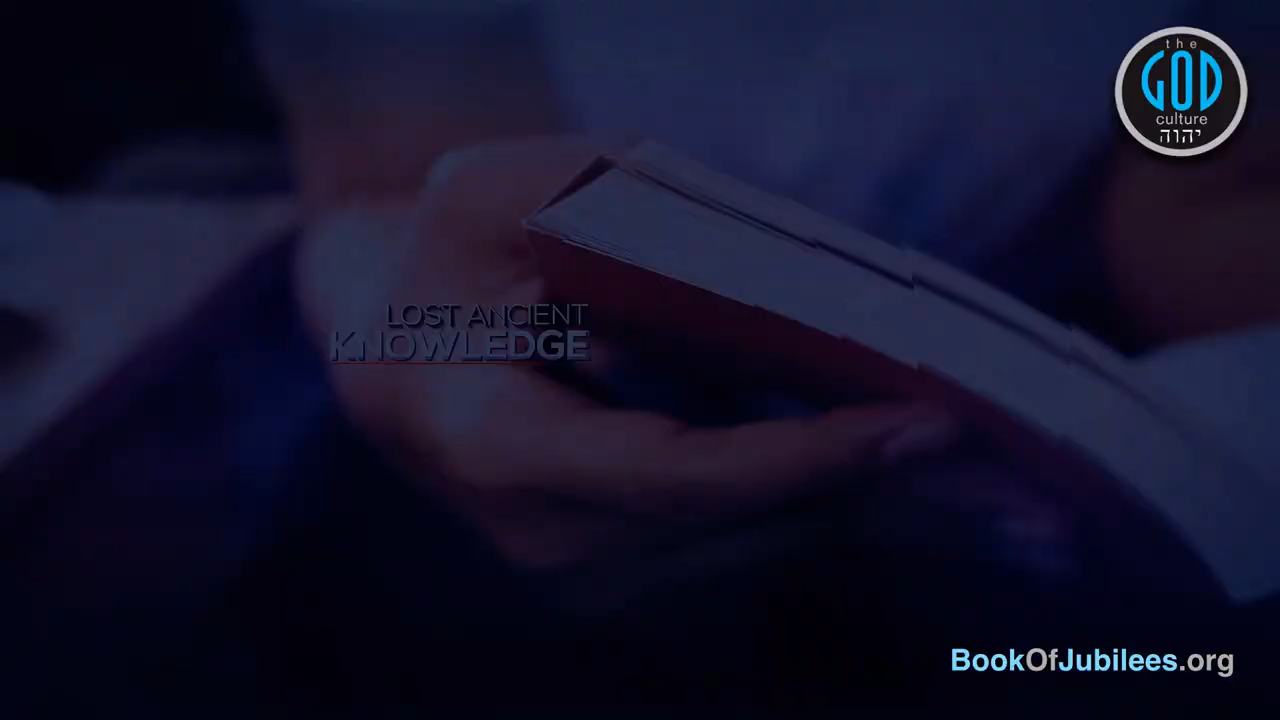 the
GOD
culture
יהוה
LOST ANCIENT
KNOWLEDGE
BookOfJubilees.org